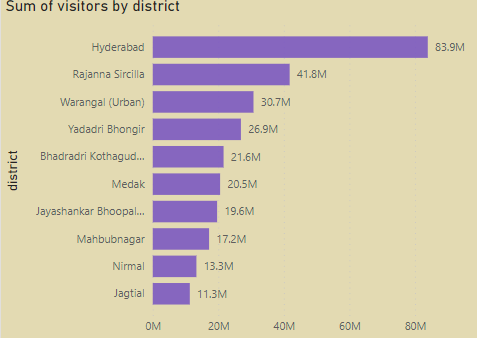 Sum of visitors by district
district
Hyderabad 83.9M
Rajanna Sircilla 41.8M
Warangal (Urban) 30.7M
Yadadri Bhongir 26.9M
Bhadradri Kothagud... 21.6M
Medak 20.5M
Jayashankar Bhoopal... 19.6M
Mahbubnagar 17.2M
Nirmal 13.3M
Jagtial 11.3M
0M 20M 40M 60M 80M